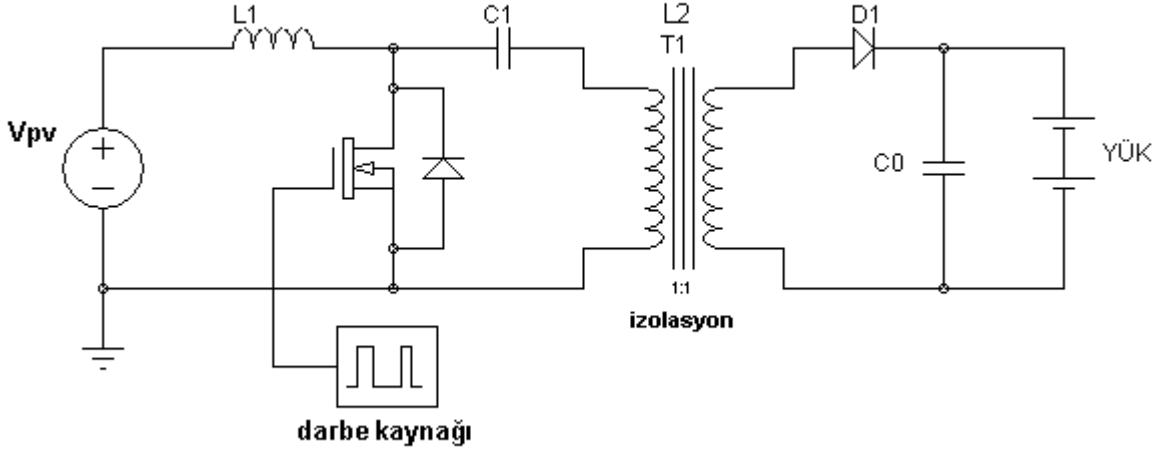 L1
C1
L2
T1
D1
Vpv
C0
YÜK
1:1
izolasyon
darbe kaynağı